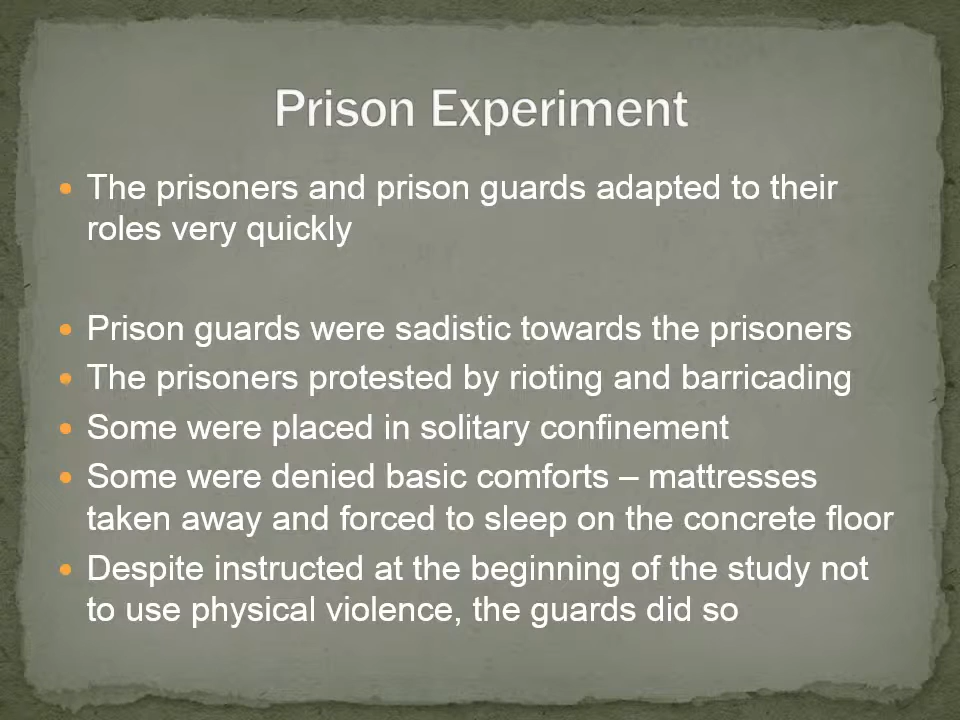 Prison Experiment
• The prisoners and prison guards adapted to their
roles very quickly
• Prison guards were sadistic towards the prisoners
• The prisoners protested by rioting and barricading
• Some were placed in solitary confinement
• Some were denied basic comforts – mattresses
taken away and forced to sleep on the concrete floor
• Despite instructed at the beginning of the study not
to use physical violence, the guards did so